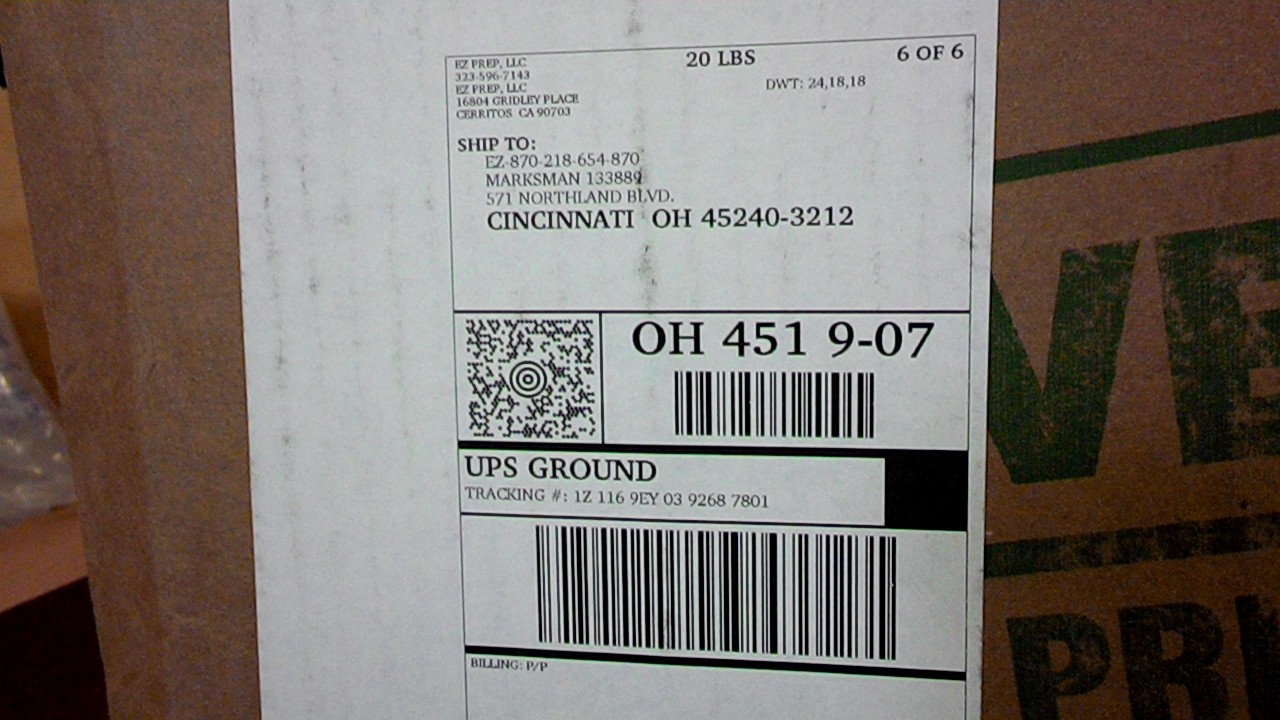 EZ PREP, LLC
323-596-7143
EZ PREP, LLC
16804 GRIDLEY PLACE
CERRITOS CA 90703
20 LBS
6 OF 6
DWT: 24,18,18
SHIP TO:
EZ-870-218-654-870
MARKSMAN 133889
571 NORTHLAND BLVD.
CINCINNATI OH 45240-3212
OH 451 9-07
UPS GROUND
TRACKING #: 1Z 116 9EY 03 9268 7801
BILLING: P/P
VE
PRI